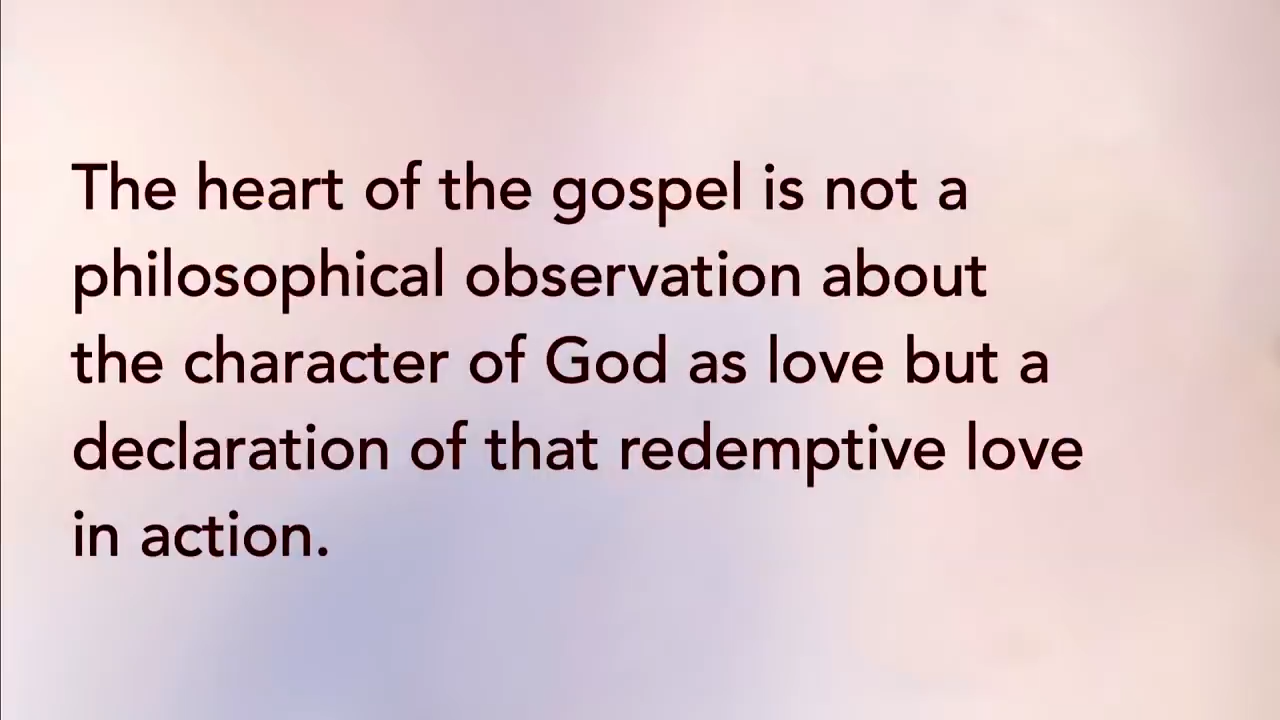 The heart of the gospel is not a
philosophical observation about
the character of God as love but a
declaration of that redemptive love
in action.